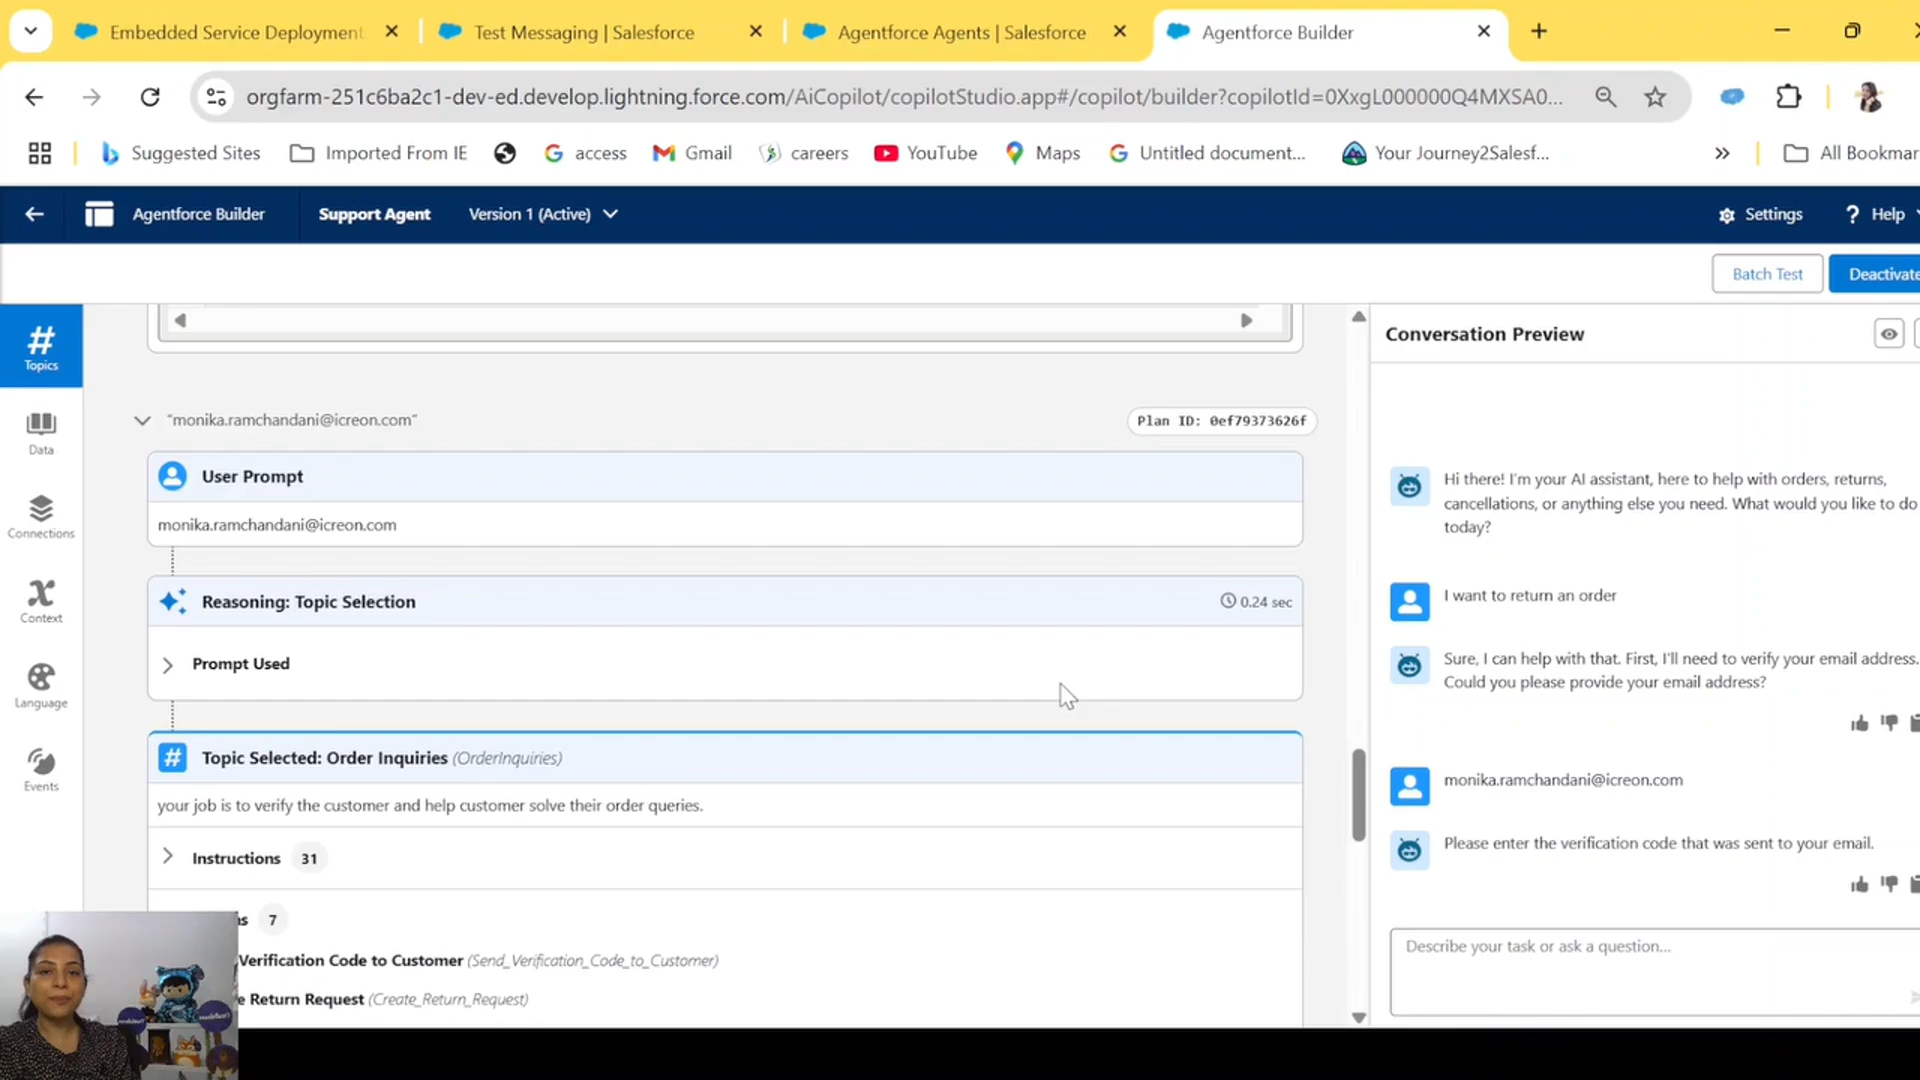 Embedded Service Deployment
Test Messaging | Salesforce
Agentforce Agents | Salesforce
Agentforce Builder
orgfarm-251c6ba2c1-dev-ed.develop.lightning.force.com/AiCopilot/copilotStudio.app#/copilot/builder?copilotId=0XxgL000000Q4MXSA0...
Suggested Sites
Imported From IE
access
Gmail
careers
YouTube
Maps
Untitled document...
Your Journey2Salesf...
All Bookmar
Agentforce Builder
Support Agent
Version 1 (Active)
Settings
Help
Batch Test
Deactivate
Topics
Data
Connections
Context
Language
Events
"monika.ramchandani@icreon.com"
Plan ID: 0ef79373626f
User Prompt
monika.ramchandani@icreon.com
Reasoning: Topic Selection
0.24 sec
Prompt Used
Topic Selected: Order Inquiries (OrderInquiries)
your job is to verify the customer and help customer solve their order queries.
Instructions 31
s 7
Verification Code to Customer (Send_Verification_Code_to_Customer)
e Return Request (Create_Return_Request)
Conversation Preview
Hi there! I'm your AI assistant, here to help with orders, returns,
cancellations, or anything else you need. What would you like to do
today?
I want to return an order
Sure, I can help with that. First, I'll need to verify your email address.
Could you please provide your email address?
monika.ramchandani@icreon.com
Please enter the verification code that was sent to your email.
Describe your task or ask a question...